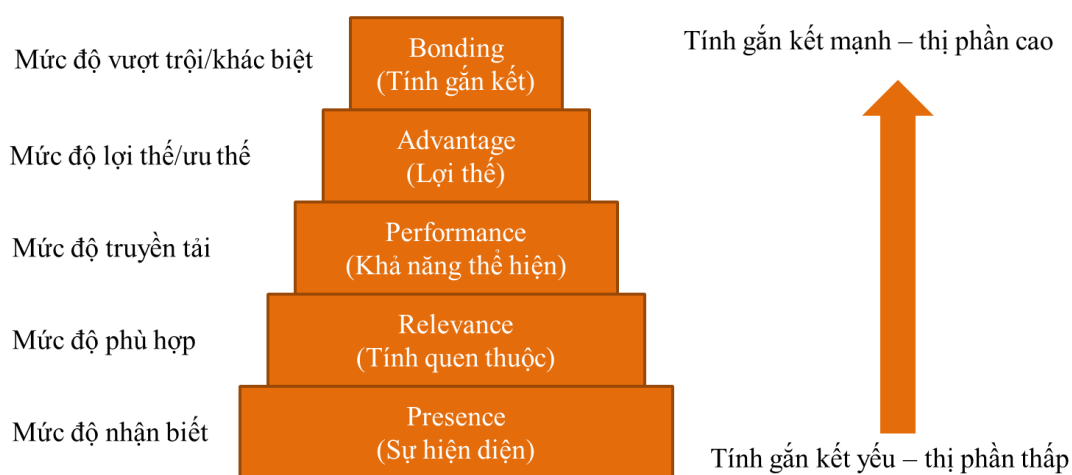 Tính gắn kết mạnh – thị phần cao
Mức độ vượt trội/khác biệt
Bonding
(Tính gắn kết)
Mức độ lợi thế/ưu thế
Advantage
(Lợi thế)
Mức độ truyền tải
Performance
(Khả năng thể hiện)
Mức độ phù hợp
Relevance
(Tính quen thuộc)
Mức độ nhận biết
Presence
(Sự hiện diện)
Tính gắn kết yếu – thị phần thấp